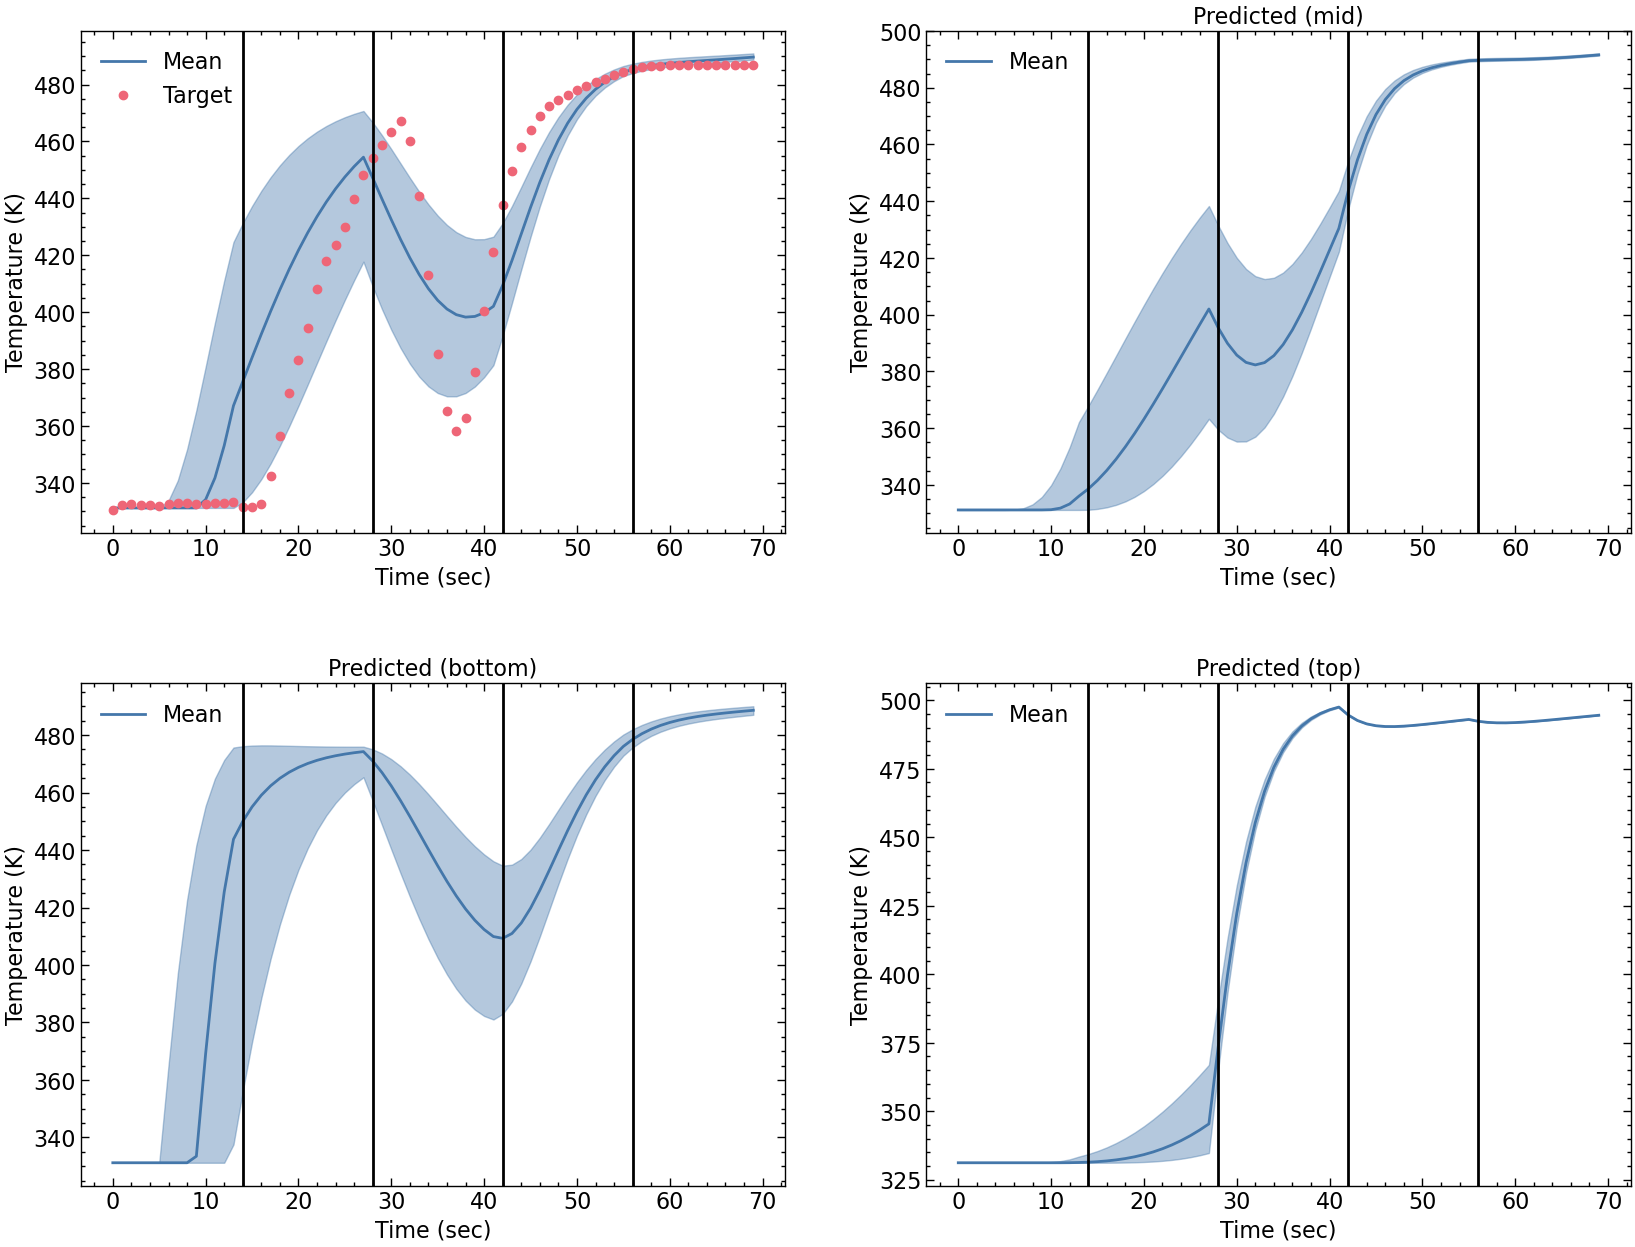 Mean
Target
Temperature (K)
480
460
440
420
400
380
360
340
0 10 20 30 40 50 60 70
Time (sec)
Predicted (mid)
Mean
Temperature (K)
500
480
460
440
420
400
380
360
340
0 10 20 30 40 50 60 70
Time (sec)
Predicted (bottom)
Mean
Temperature (K)
480
460
440
420
400
380
360
340
0 10 20 30 40 50 60 70
Time (sec)
Predicted (top)
Mean
Temperature (K)
500
475
450
425
400
375
350
325
0 10 20 30 40 50 60 70
Time (sec)